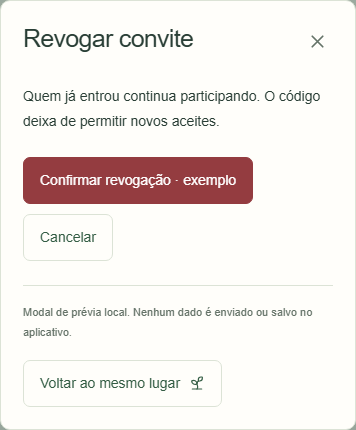 Revogar convite
Quem já entrou continua participando. O código
deixa de permitir novos aceites.
Confirmar revogação · exemplo
Cancelar
Modal de prévia local. Nenhum dado é enviado ou salvo no
aplicativo.
Voltar ao mesmo lugar